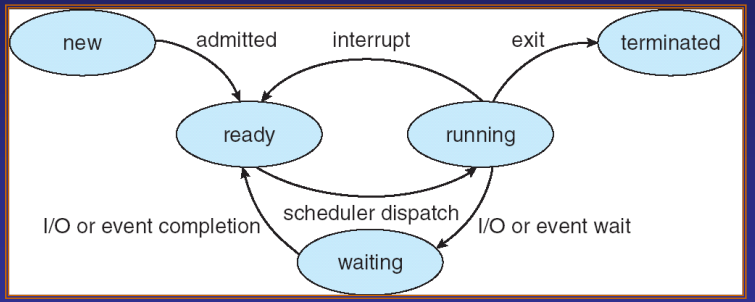 new
admitted
interrupt
exit
terminated
ready
running
scheduler dispatch
I/O or event completion
I/O or event wait
waiting